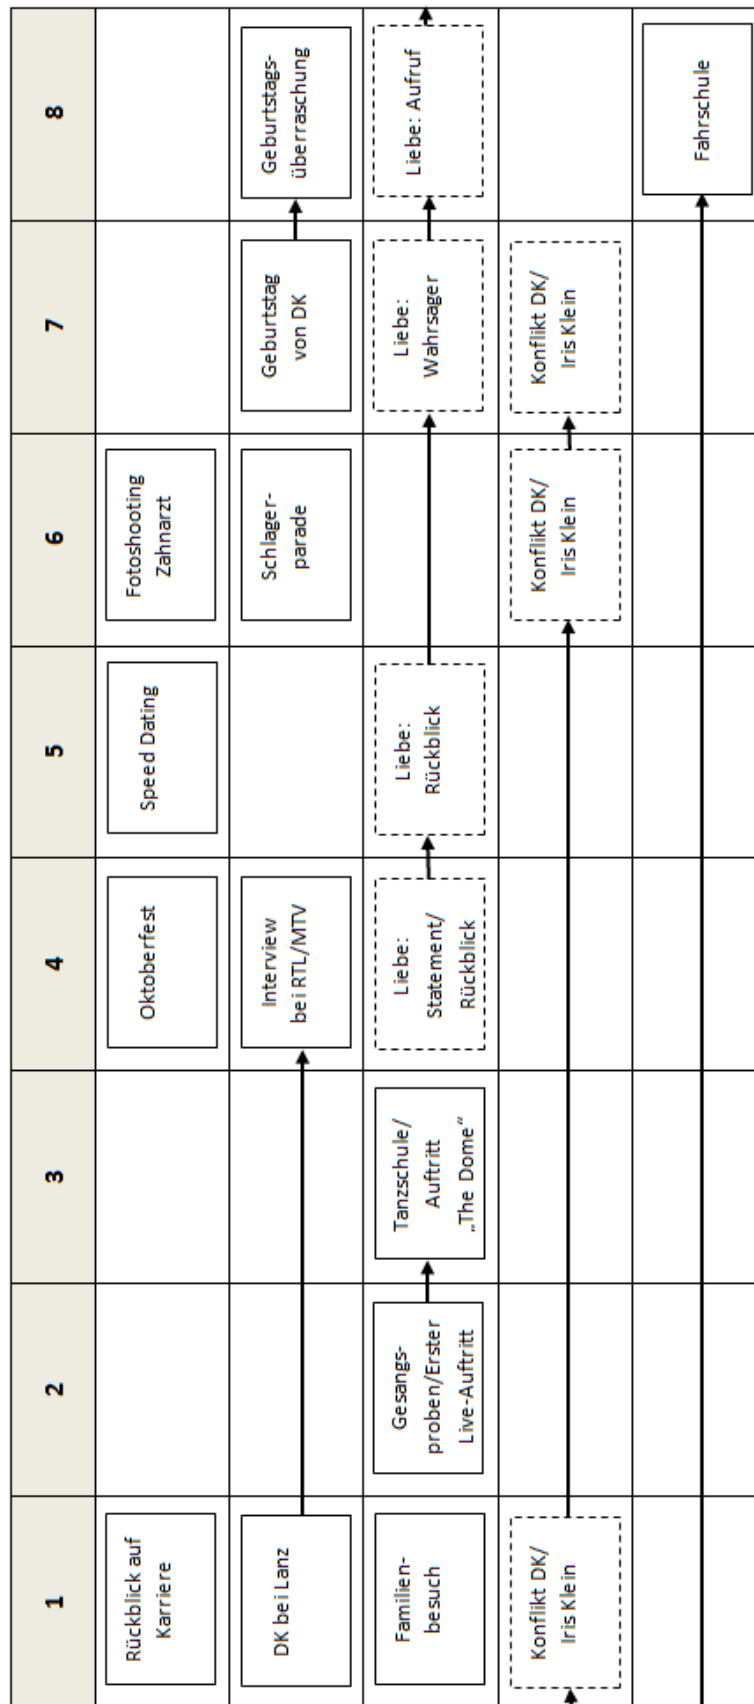 1
2
3
4
5
6
7
8
Rückblick auf
Karriere
Oktoberfest
Speed Dating
Fotoshooting
Zahnarzt
DK bei Lanz
Interview
bei RTL/MTV
Schlager-
parade
Geburtstag
von DK
Geburtstags-
überraschung
Familien-
besuch
Gesangs-
proben/Erster
Live-Auftritt
Tanzschule/
Auftritt
„The Dome“
Liebe:
Statement/
Rückblick
Liebe:
Rückblick
Liebe:
Wahrsager
Liebe: Aufruf
Konflikt DK/
Iris Klein
Konflikt DK/
Iris Klein
Konflikt DK/
Iris Klein
Fahrschule